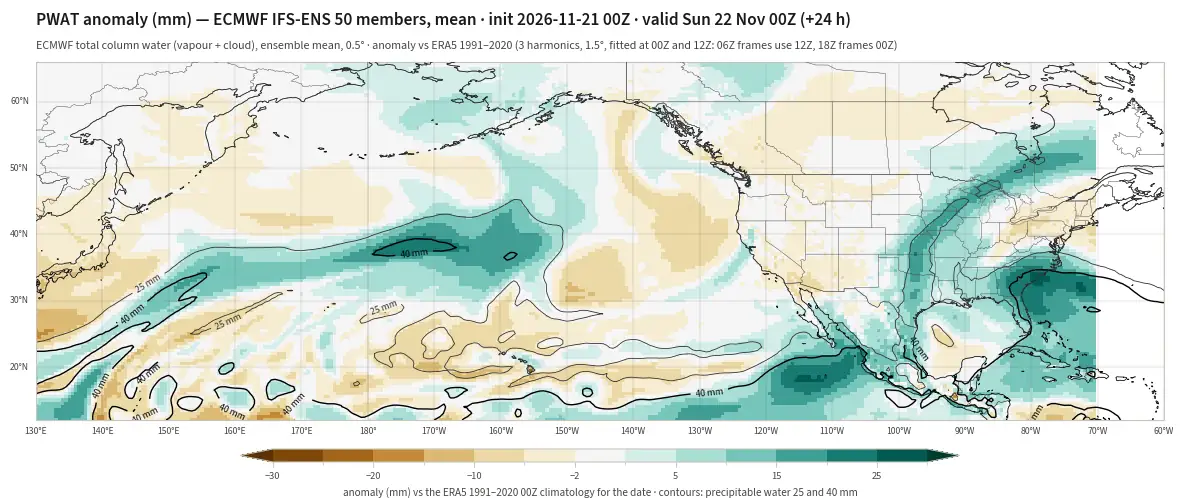 PWAT anomaly (mm) — ECMWF IFS-ENS 50 members, mean · init 2026-11-21 00Z · valid Sun 22 Nov 00Z (+24 h)
ECMWF total column water (vapour + cloud), ensemble mean, 0.5° · anomaly vs ERA5 1991–2020 (3 harmonics, 1.5°, fitted at 00Z and 12Z: 06Z frames use 12Z, 18Z frames 00Z)
60°N
50°N
40°N
40 mm
25 mm
30°N
25 mm
40 mm
25 mm
40 mm
20°N
40 mm
40 mm
40 mm
40 mm
40 mm
40 mm
mm
130°E 140°E 150°E 160°E 170°E 180° 170°W 160°W 150°W 140°W 130°W 120°W 110°W 100°W 90°W 80°W 70°W 60°W
−30 −20 −10 −2 5 15 25
anomaly (mm) vs the ERA5 1991–2020 00Z climatology for the date · contours: precipitable water 25 and 40 mm